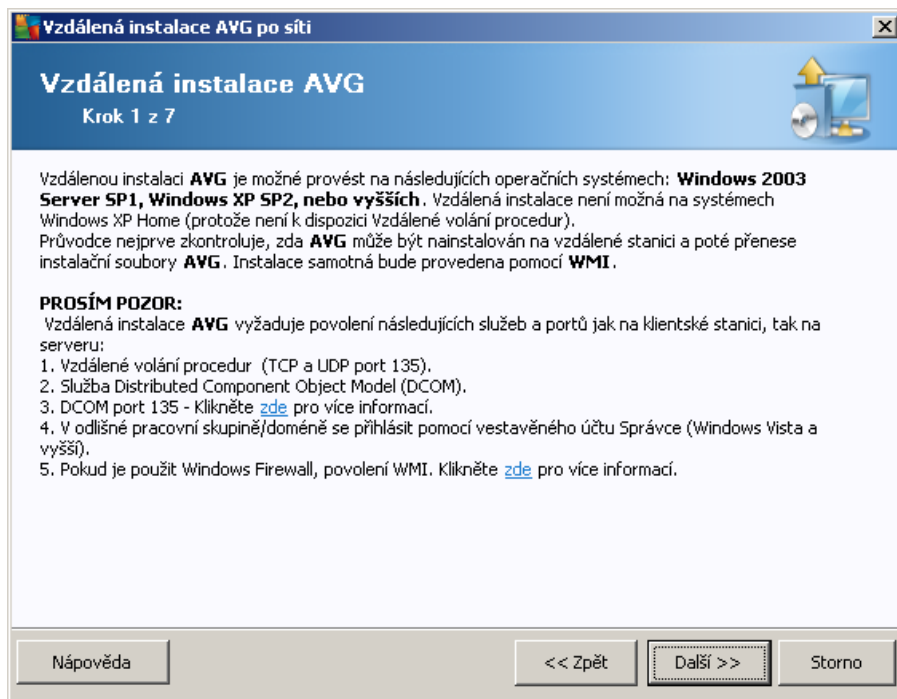 Vzdálená instalace AVG po síti
Vzdálená instalace AVG
Krok 1 z 7
Vzdálenou instalaci AVG je možné provést na následujících operačních systémech: Windows 2003
Server SP1, Windows XP SP2, nebo vyšších. Vzdálená instalace není možná na systémech
Windows XP Home (protože není k dispozici Vzdálené volání procedur).
Průvodce nejprve zkontroluje, zda AVG může být nainstalován na vzdálené stanici a poté přenese
instalační soubory AVG. Instalace samotná bude provedena pomocí WMI.
PROSÍM POZOR:
Vzdálená instalace AVG vyžaduje povolení následujících služeb a portů jak na klientské stanici, tak na
serveru:
1. Vzdálené volání procedur (TCP a UDP port 135).
2. Služba Distributed Component Object Model (DCOM).
3. DCOM port 135 - Klikněte zde pro více informací.
4. V odlišné pracovní skupině/doméně se přihlásit pomocí vestavěného účtu Správce (Windows Vista a
vyšší).
5. Pokud je použit Windows Firewall, povolení WMI. Klikněte zde pro více informací.
Nápověda
<< Zpět
Další >>
Storno